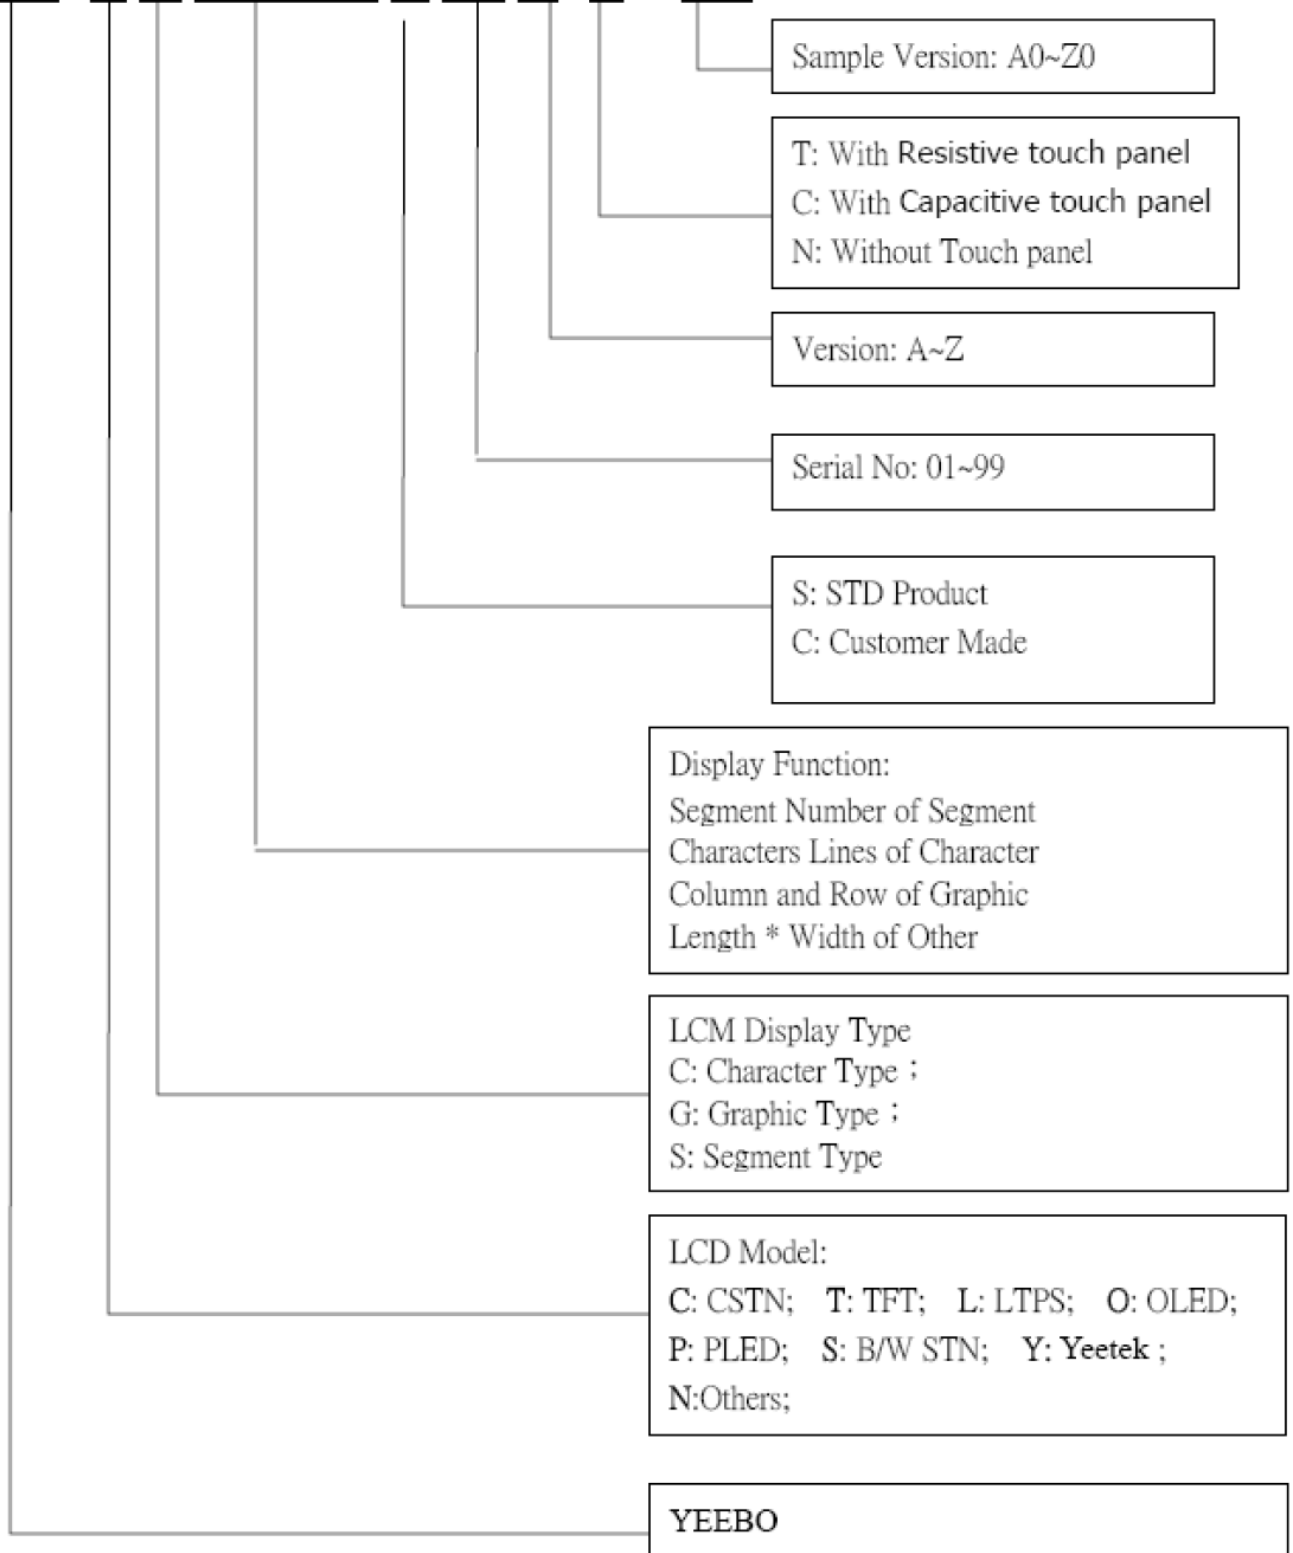 Sample Version: A0~Z0
T: With Resistive touch panel
C: With Capacitive touch panel
N: Without Touch panel
Version: A~Z
Serial No: 01~99
S: STD Product
C: Customer Made
Display Function:
Segment Number of Segment
Characters Lines of Character
Column and Row of Graphic
Length * Width of Other
LCM Display Type
C: Character Type；
G: Graphic Type；
S: Segment Type
LCD Model:
C: CSTN; T: TFT; L: LTPS; O: OLED;
P: PLED; S: B/W STN; Y: Yeetek ;
N:Others;
YEEBO